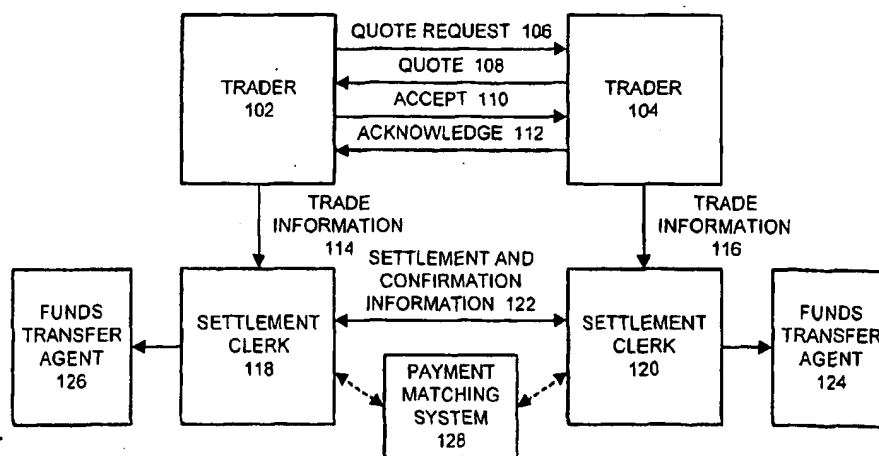 QUOTE REQUEST 106
QUOTE 108
ACCEPT 110
ACKNOWLEDGE 112
TRADER
102
TRADER
104
TRADE
INFORMATION
114
TRADE
INFORMATION
116
SETTLEMENT AND
CONFIRMATION
INFORMATION 122
FUNDS
TRANSFER
AGENT
126
SETTLEMENT
CLERK
118
PAYMENT
MATCHING
SYSTEM
128
SETTLEMENT
CLERK
120
FUNDS
TRANSFER
AGENT
124